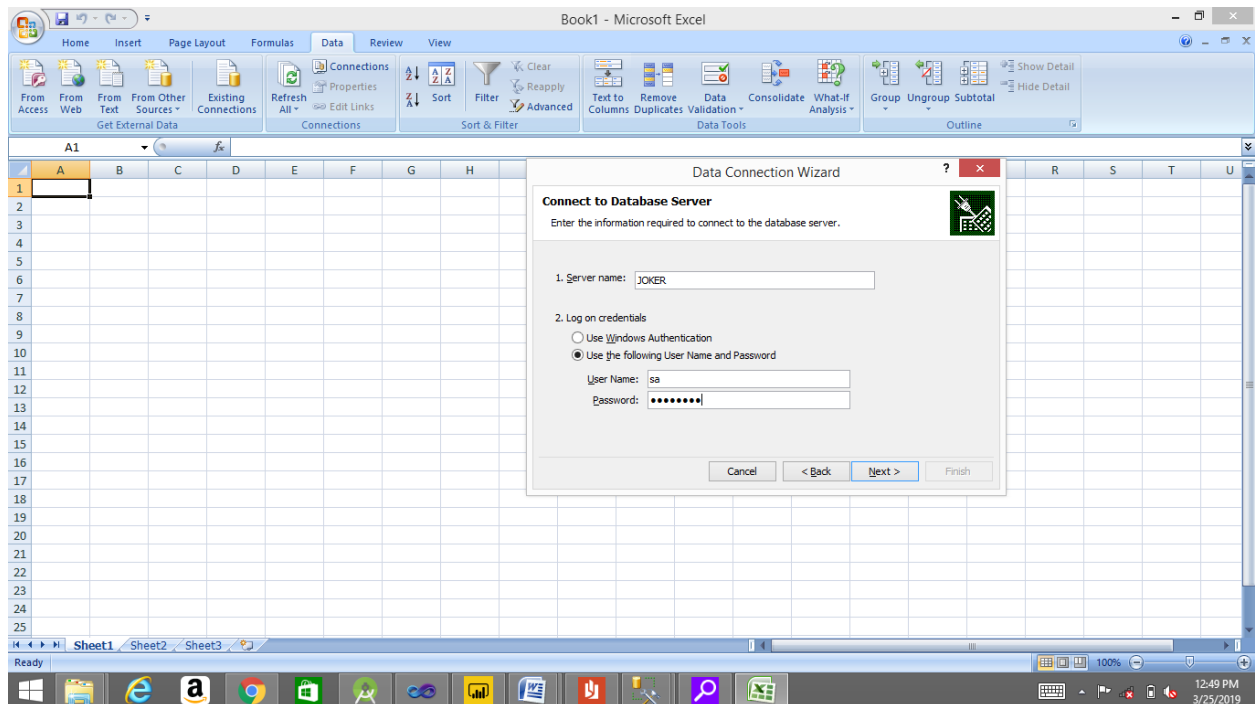 Book1 - Microsoft Excel
Home Insert Page Layout Formulas Data Review View
From Access
From Web
From Text
From Other Sources
Existing Connections
Get External Data
Refresh All
Connections
Properties
Edit Links
Connections
Sort
Filter
Clear
Reapply
Advanced
Sort & Filter
Text to Columns
Remove Duplicates
Data Validation
Consolidate
What-If Analysis
Data Tools
Group
Ungroup
Subtotal
Show Detail
Hide Detail
Outline
A1 fx
A B C D E F G H R S T U
1
2
3
4
5
6
7
8
9
10
11
12
13
14
15
16
17
18
19
20
21
22
23
24
25
Data Connection Wizard ?
Connect to Database Server
Enter the information required to connect to the database server.
1. Server name: JOKER
2. Log on credentials
Use Windows Authentication
Use the following User Name and Password
User Name: sa
Password: ••••••••
Cancel < Back Next > Finish
Sheet1 Sheet2 Sheet3
Ready 100%
12:49 PM
3/25/2019